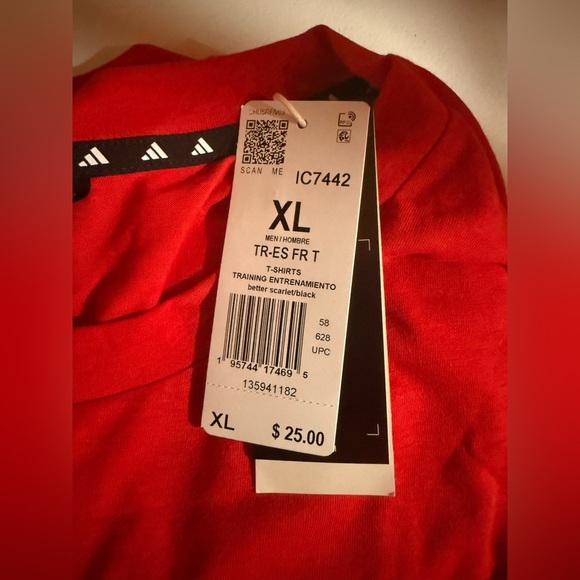 SCAN ME
IC7442
XL
MEN / HOMBRE
TR-ES FR T
T-SHIRTS
TRAINING ENTRENAMIENTO
better scarlet/black
58
628
UPC
1 95744 17469 5
135941182
XL $ 25.00